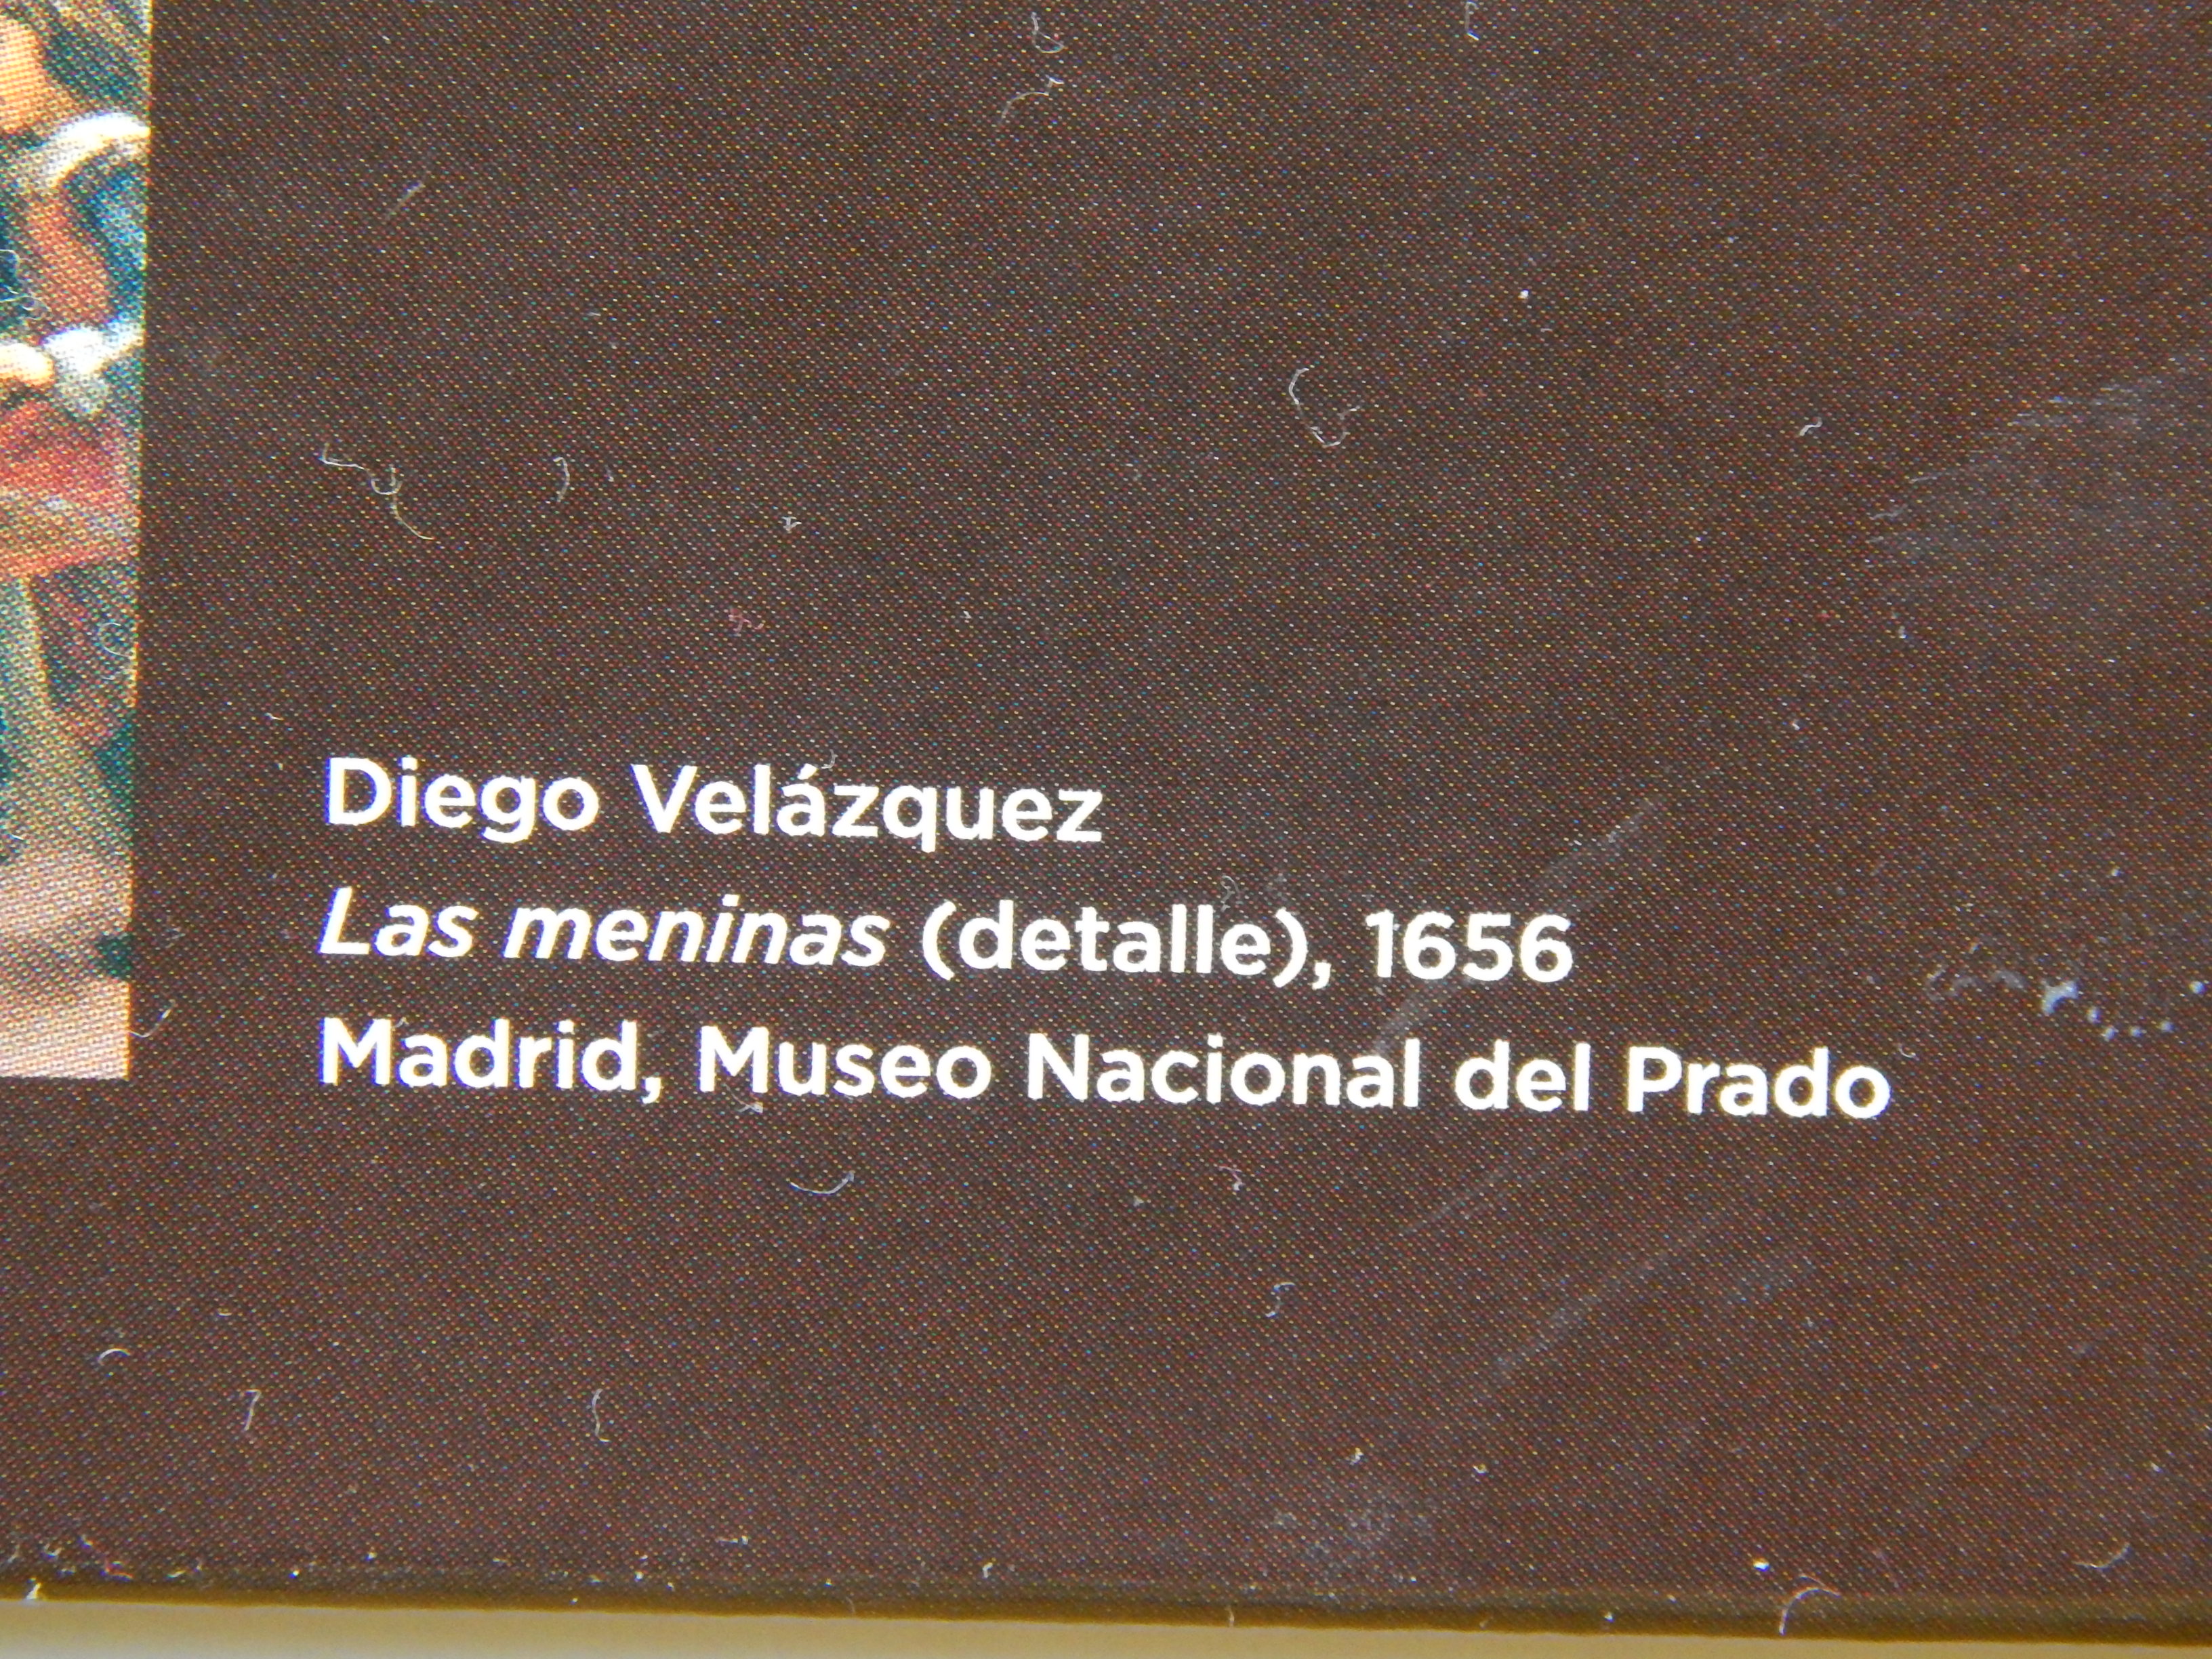 Diego Velázquez
Las meninas (detalle), 1656
Madrid, Museo Nacional del Prado